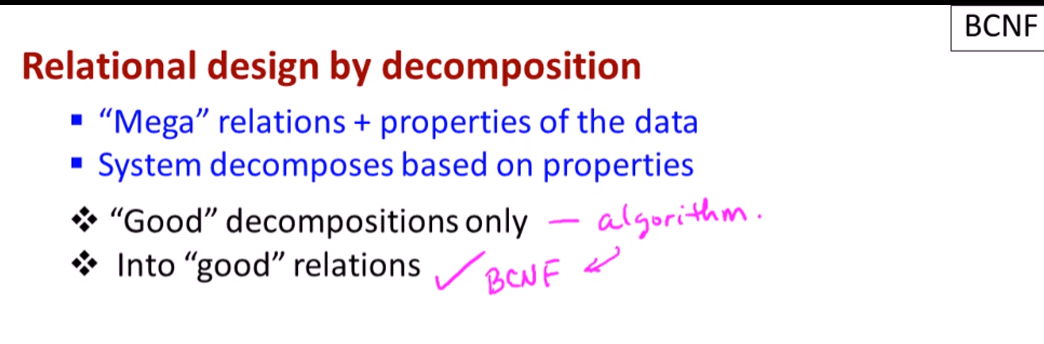 BCNF
Relational design by decomposition
▪ “Mega” relations + properties of the data
▪ System decomposes based on properties
❖ “Good” decompositions only — algorithm.
❖ Into “good” relations ✓ BCNF ↙